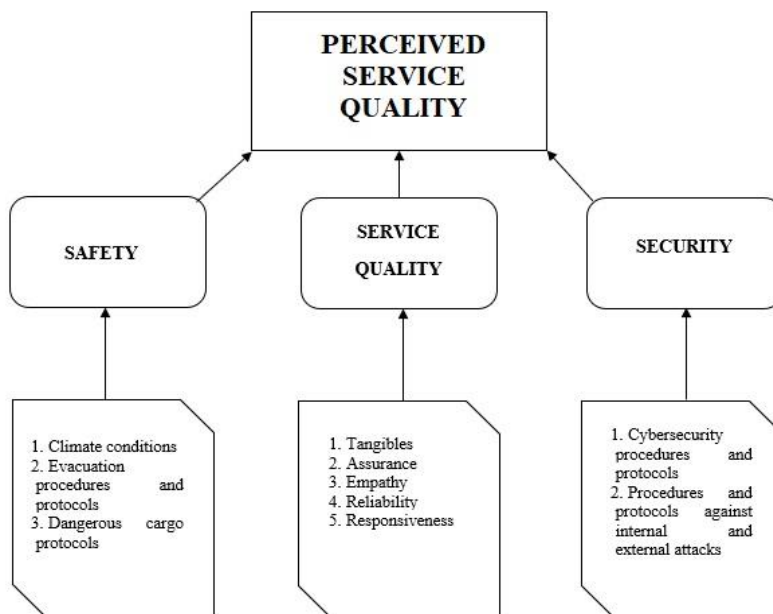 PERCEIVED
SERVICE
QUALITY
SAFETY
SERVICE
QUALITY
SECURITY
1. Climate conditions
2. Evacuation
procedures and
protocols
3. Dangerous cargo
protocols
1. Tangibles
2. Assurance
3. Empathy
4. Reliability
5. Responsiveness
1. Cybersecurity
procedures and
protocols
2. Procedures and
protocols against
internal and
external attacks